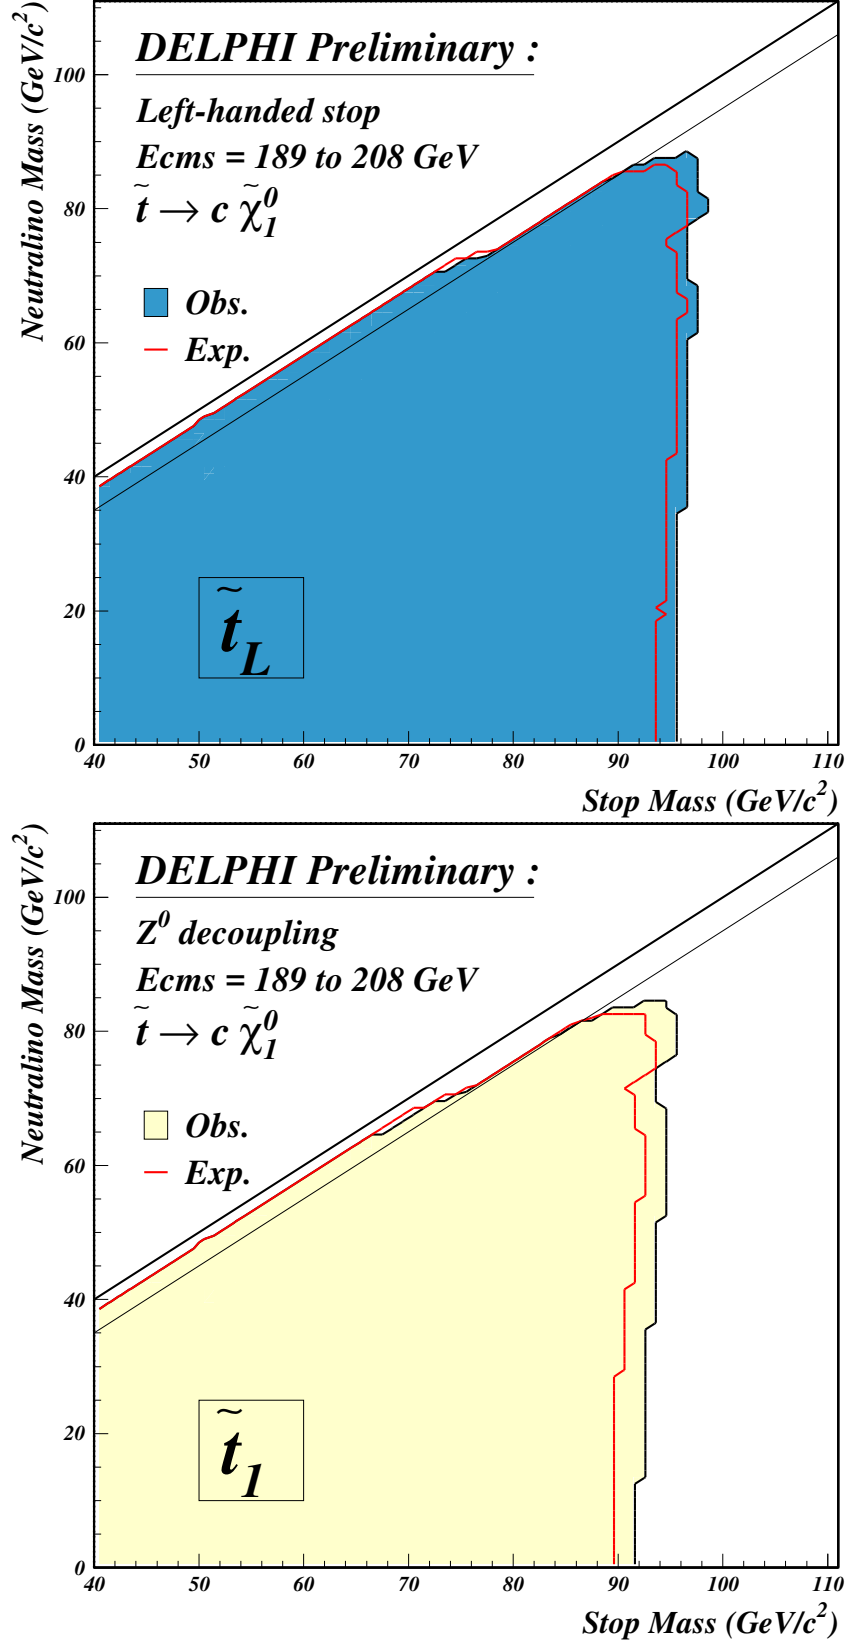 DELPHI Preliminary :
Left-handed stop
Ecms = 189 to 208 GeV
t̃ → c χ̃₁⁰
Obs.
Exp.
t̃_L
Neutralino Mass (GeV/c²)
100
80
60
40
20
0
40 50 60 70 80 90 100 110
Stop Mass (GeV/c²)
DELPHI Preliminary :
Z⁰ decoupling
Ecms = 189 to 208 GeV
t̃ → c χ̃₁⁰
Obs.
Exp.
t̃₁
Neutralino Mass (GeV/c²)
100
80
60
40
20
0
40 50 60 70 80 90 100 110
Stop Mass (GeV/c²)